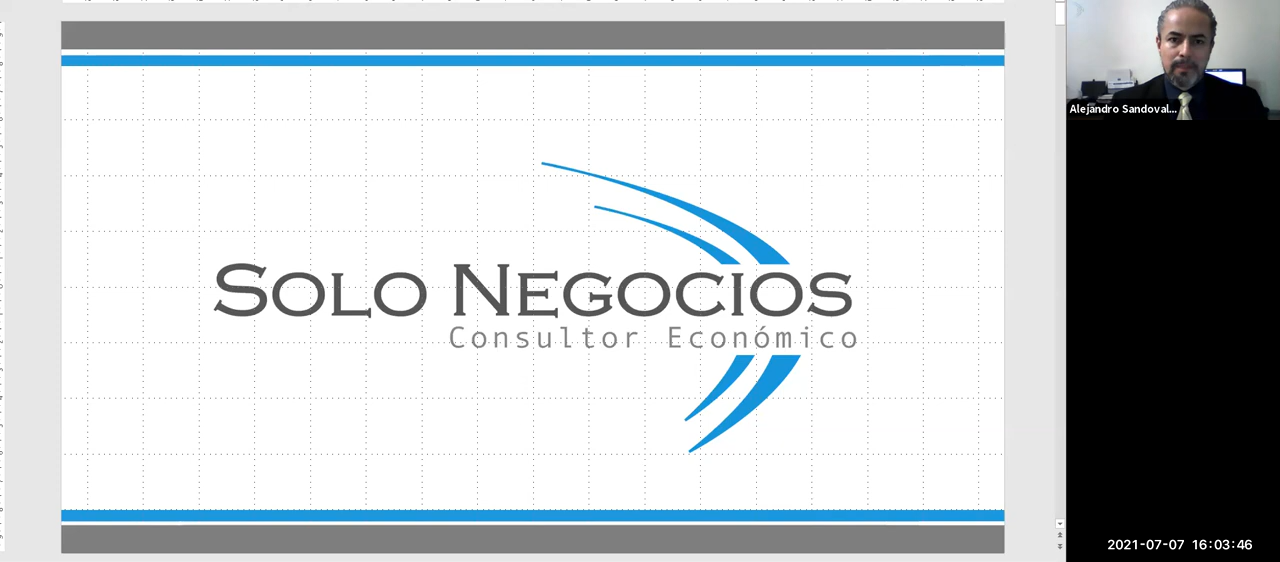 Solo Negocios
Consultor Económico
Alejandro Sandoval...
2021-07-07 16:03:46